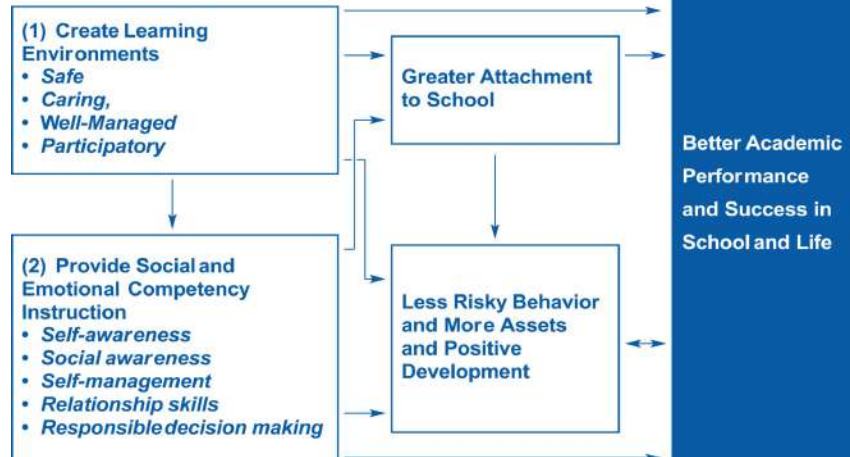 (1) Create Learning
Environments
• Safe
• Caring,
• Well-Managed
• Participatory
Greater Attachment
to School
(2) Provide Social and
Emotional Competency
Instruction
• Self-awareness
• Social awareness
• Self-management
• Relationship skills
• Responsible decision making
Less Risky Behavior
and More Assets
and Positive
Development
Better Academic
Performance
and Success in
School and Life